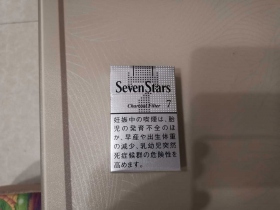 Seven Stars
Charcoal Filter 7
妊娠中の喫煙は、胎
児の発育不全のほ
か、早産や出生体重
の減少、乳幼児突然
死症候群の危険性を
高めます。